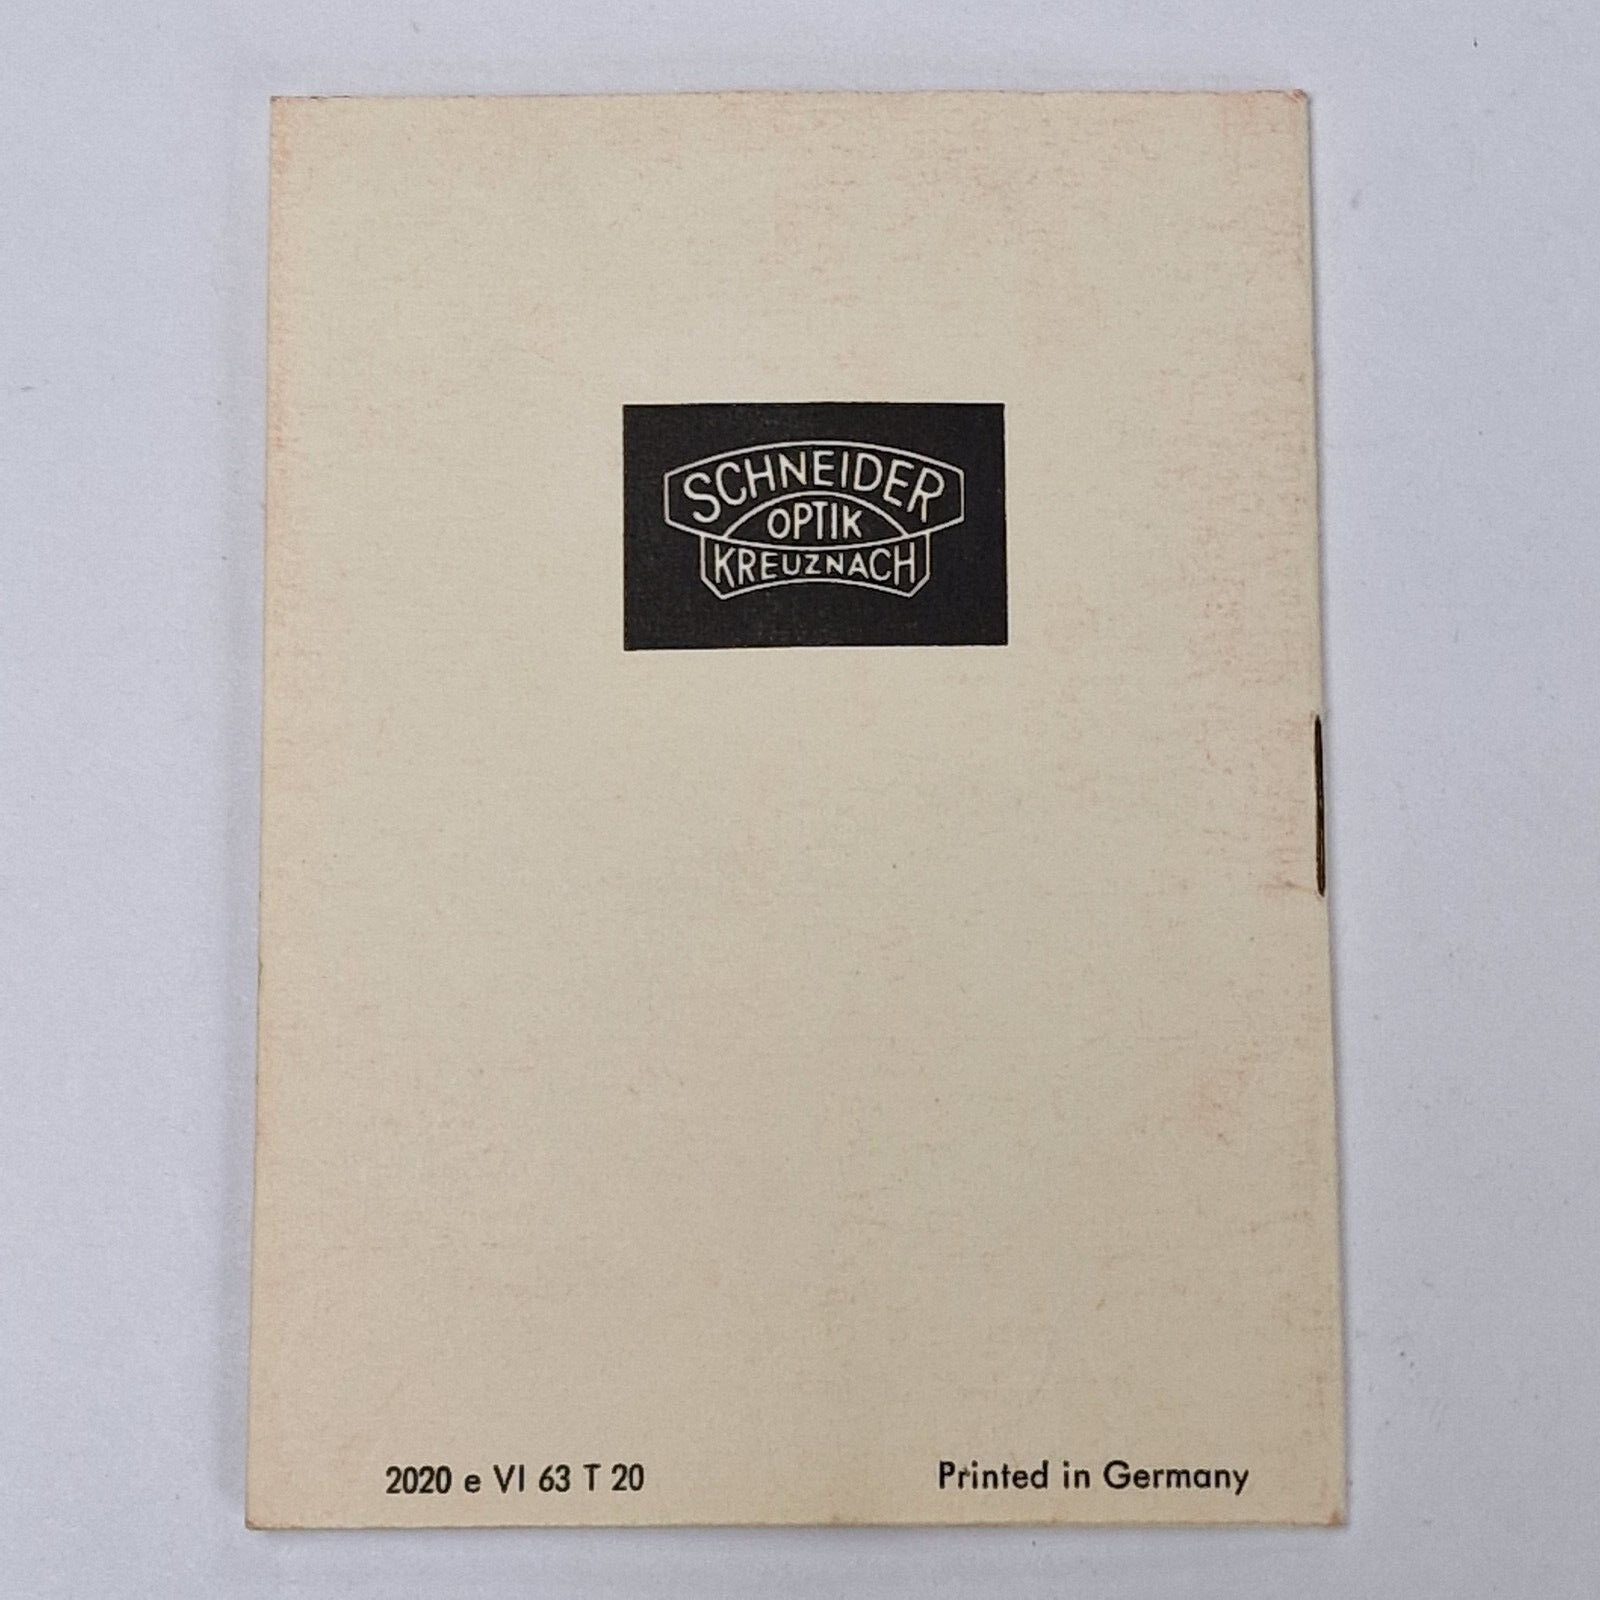 SCHNEIDER
OPTIK
KREUZNACH
2020 e VI 63 T 20
Printed in Germany